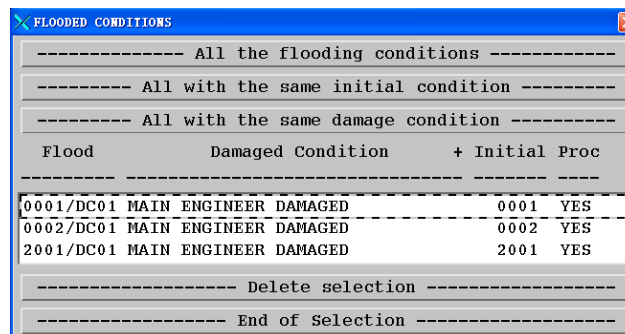 FLOODED CONDITIONS
-------------- All the flooding conditions ------------
--------- All with the same initial condition ---------
--------- All with the same damage condition ----------
Flood Damaged Condition + Initial Proc
--------- -------------------------------- ------- ----
0001/DC01 MAIN ENGINEER DAMAGED 0001 YES
0002/DC01 MAIN ENGINEER DAMAGED 0002 YES
2001/DC01 MAIN ENGINEER DAMAGED 2001 YES
------------------- Delete selection ------------------
------------------ End of Selection -------------------